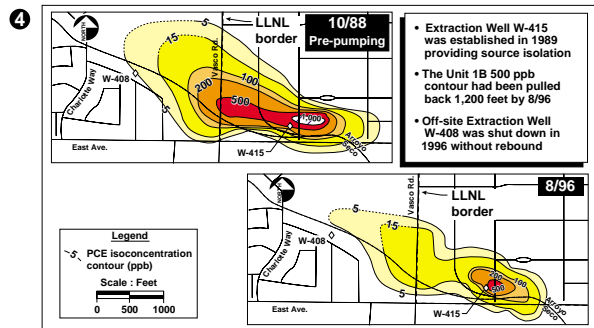 4
10/88
Pre-pumping
LLNL
border
Vasco Rd.
NORTH
W-408
Charlotte Way
5
15
200
100
500
1,000
5
W-415
East Ave.
Arroyo
Seco
• Extraction Well W-415
was established in 1989
providing source isolation
• The Unit 1B 500 ppb
contour had been pulled
back 1,200 feet by 8/96
• Off-site Extraction Well
W-408 was shut down in
1996 without rebound
Legend
5 PCE isoconcentration
contour (ppb)
Scale : Feet
0 500 1000
8/96
LLNL
border
Vasco Rd.
NORTH
W-408
Charlotte Way
5
15
200
100
500
5
W-415
East Ave.
Arroyo
Seco